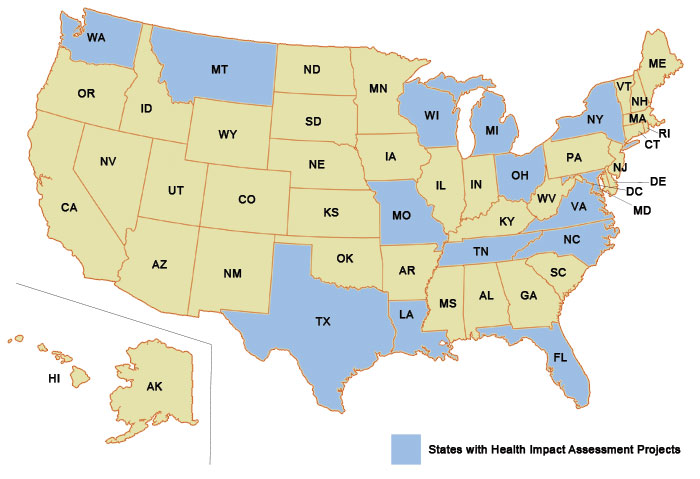 WA
MT
ND
MN
ME
VT
NH
OR
ID
SD
WI
MI
NY
MA
RI
CT
WY
NE
IA
PA
NJ
NV
UT
CO
IL
IN
OH
WV
DE
DC
MD
CA
KS
MO
KY
VA
AZ
NM
OK
AR
TN
NC
MS
AL
GA
SC
TX
LA
FL
HI
AK
States with Health Impact Assessment Projects